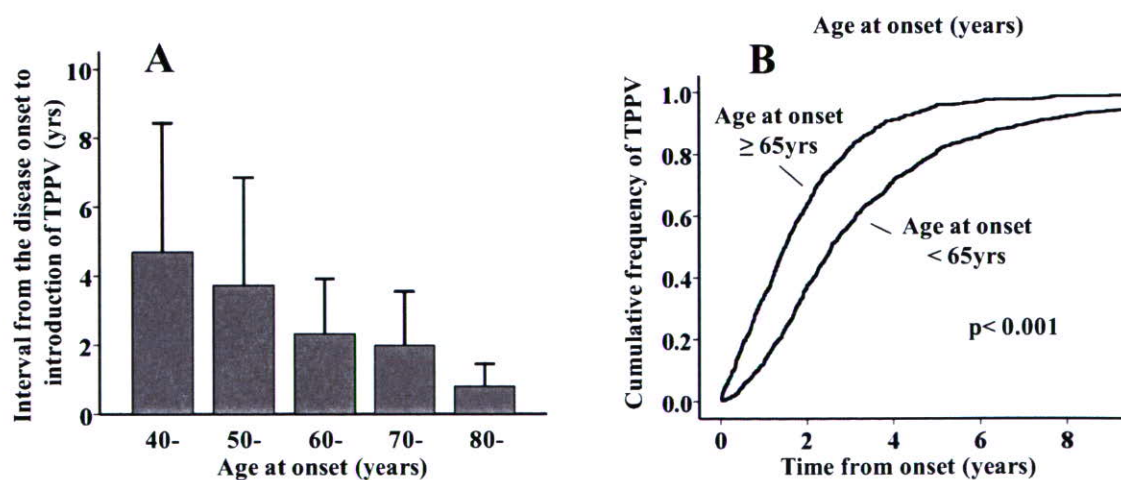 A
Interval from the disease onset to
introduction of TPPV (yrs)
10
8
6
4
2
0
40- 50- 60- 70- 80-
Age at onset (years)
Age at onset (years)
B
Cumulative frequency of TPPV
1.0
0.8
0.6
0.4
0.2
0.0
Age at onset
≥ 65yrs
Age at onset
< 65yrs
p< 0.001
0 2 4 6 8
Time from onset (years)